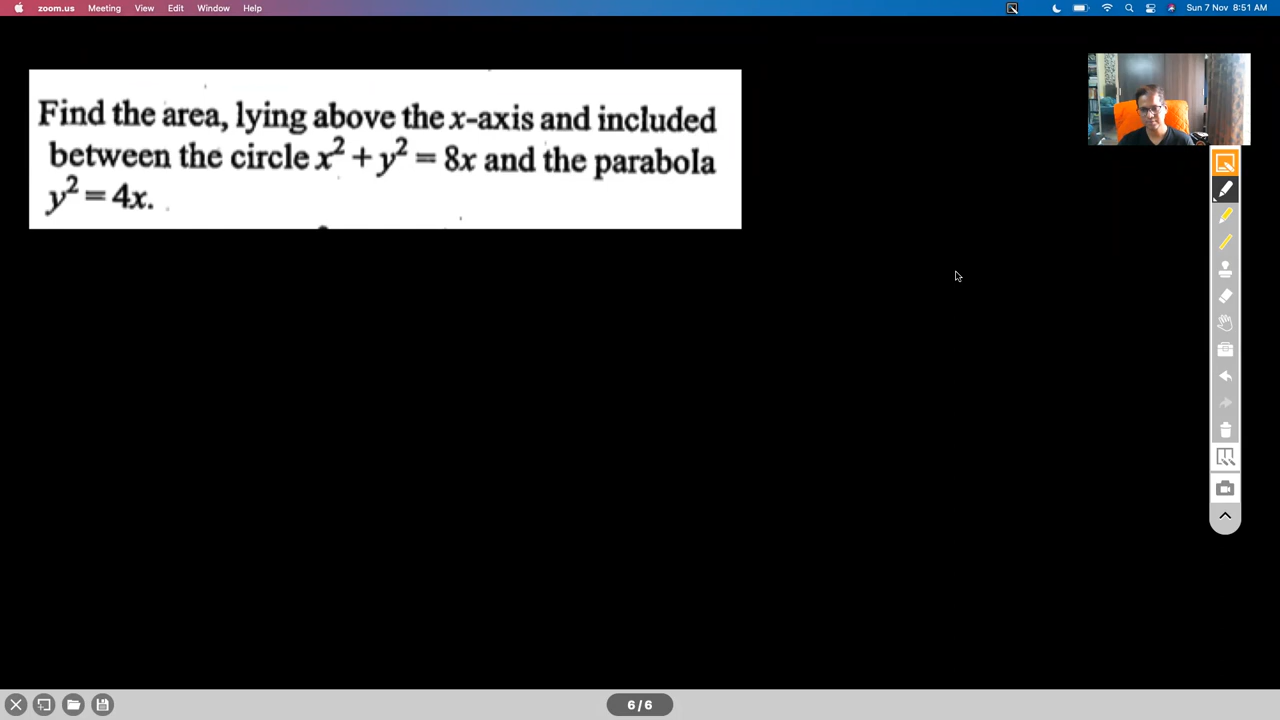 zoom.us Meeting View Edit Window Help Sun 7 Nov 8:51 AM
Find the area, lying above the x-axis and included
between the circle x² + y² = 8x and the parabola
y² = 4x.
6 / 6